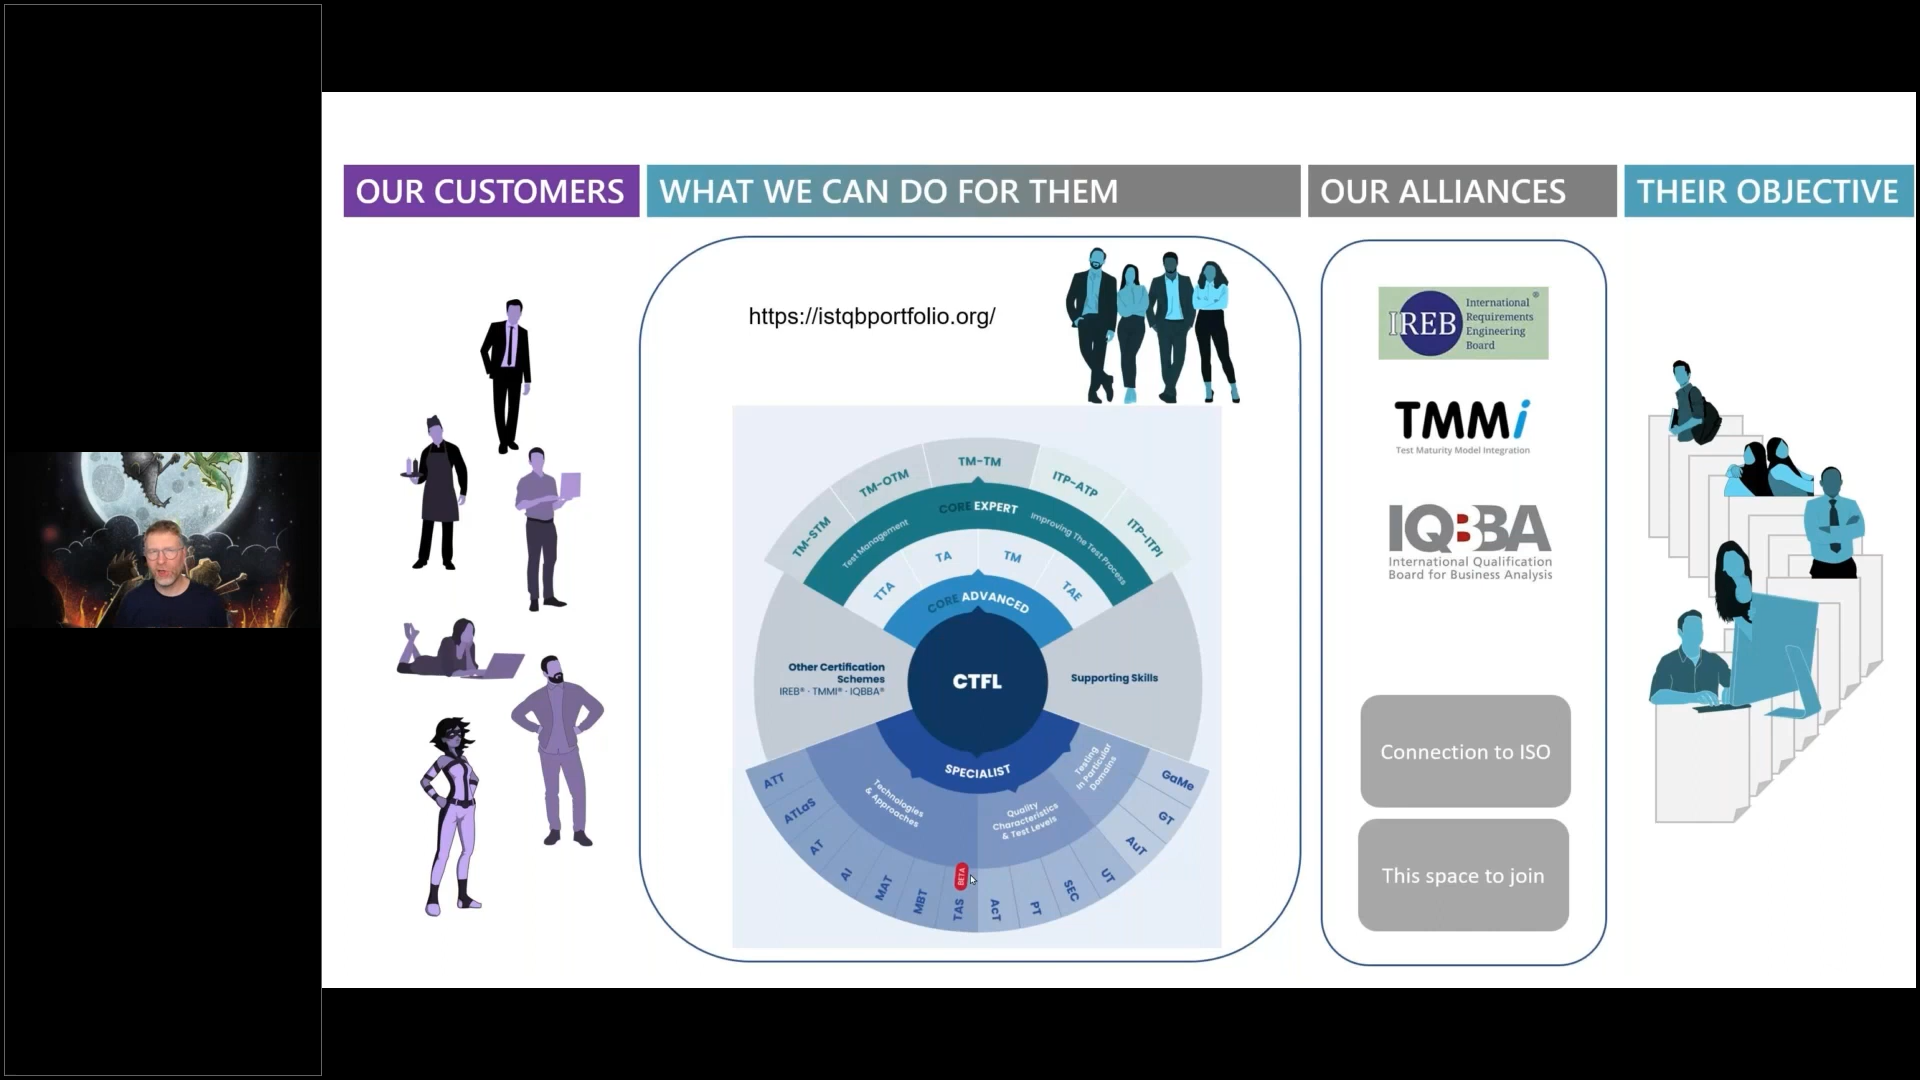 OUR CUSTOMERS
WHAT WE CAN DO FOR THEM
OUR ALLIANCES
THEIR OBJECTIVE
https://istqbportfolio.org/
TM-STM
TM-OTM
TM-TM
ITP-ATP
ITP-ITPI
CORE EXPERT
Test Management
Improving The Test Process
TTA
TA
TM
TAE
CORE ADVANCED
Other Certification
Schemes
IREB® · TMMi® · IQBBA®
CTFL
Supporting Skills
SPECIALIST
Technologies
& Approaches
Quality
Characteristics
& Test Levels
Testing
in Particular
Domains
ATT
ATLaS
AT
AI
MAT
MBT
TAS
BETA
AcT
PT
SEC
UT
AuT
GT
GaMe
IREB
International ®
Requirements
Engineering
Board
TMMi
Test Maturity Model Integration
IQBBA
International Qualification
Board for Business Analysis
Connection to ISO
This space to join